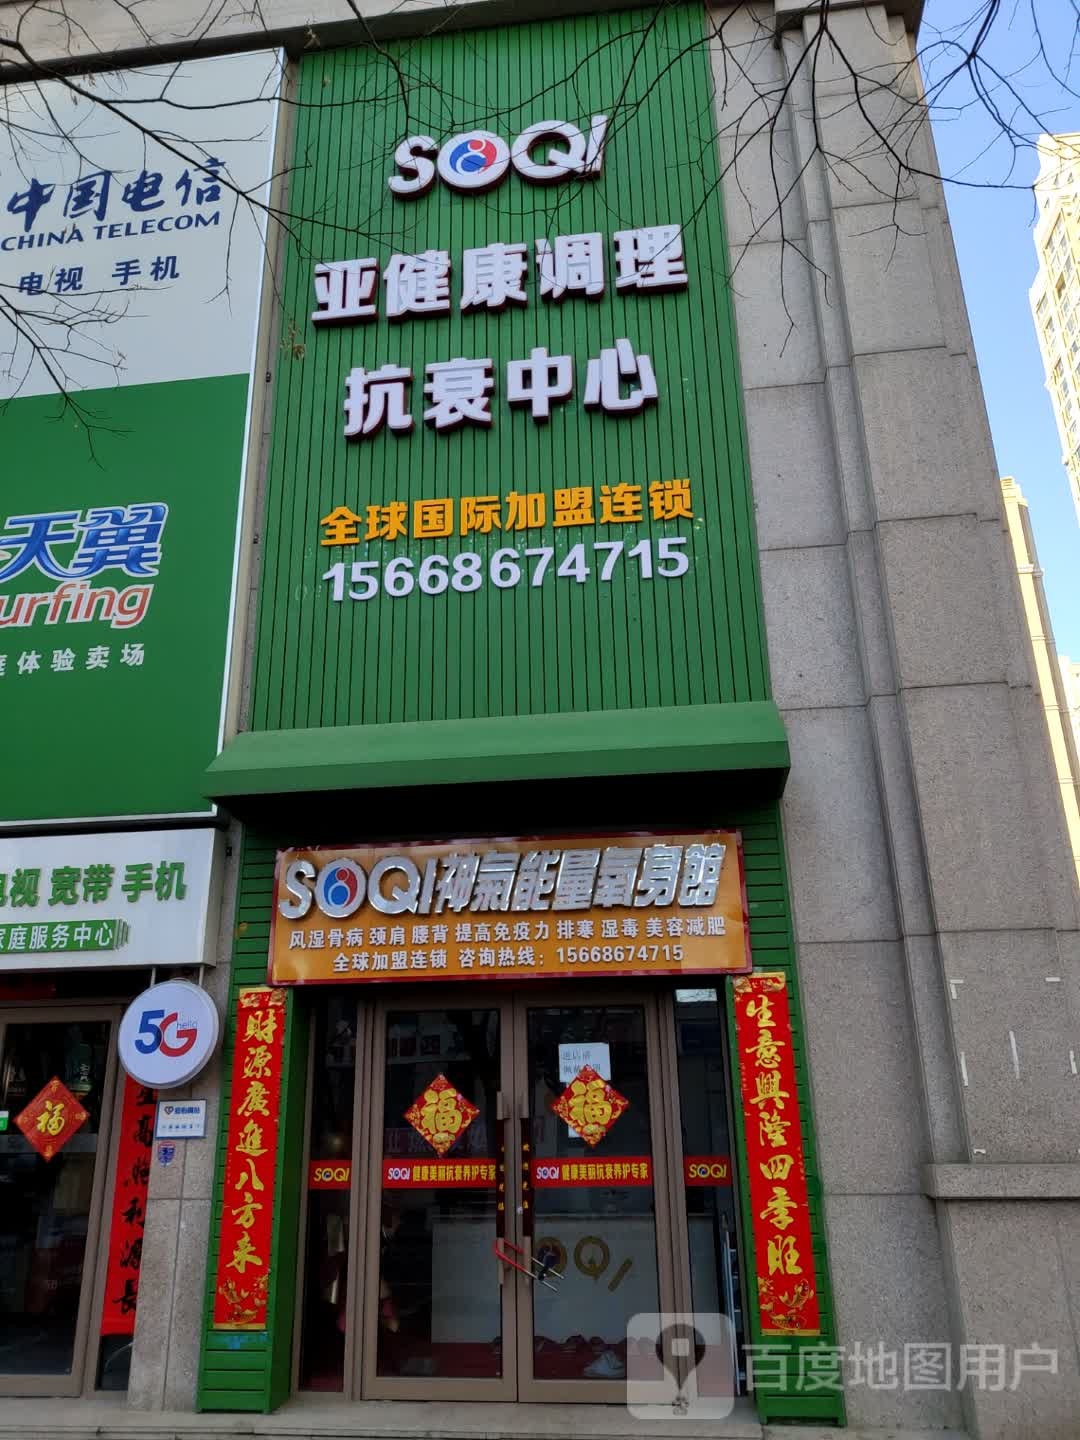 SOQI
亚健康调理
抗衰中心
全球国际加盟连锁
15668674715
中国电信
CHINA TELECOM
电视 手机
天翼
urfing
体验卖场
电视 宽带 手机
家庭服务中心
5G
hello
SOQI神氣能量氧身館
风湿骨病 颈肩 腰背 提高免疫力 排寒 湿毒 美容减肥
全球加盟连锁 咨询热线：15668674715
財源廣進八方来
生意興隆四季旺
福
福
福
SOQI
SOQI 健康美丽抗衰养护专家
SOQI 健康美丽抗衰养护专家
SOQI
SOQI
百度地图用户